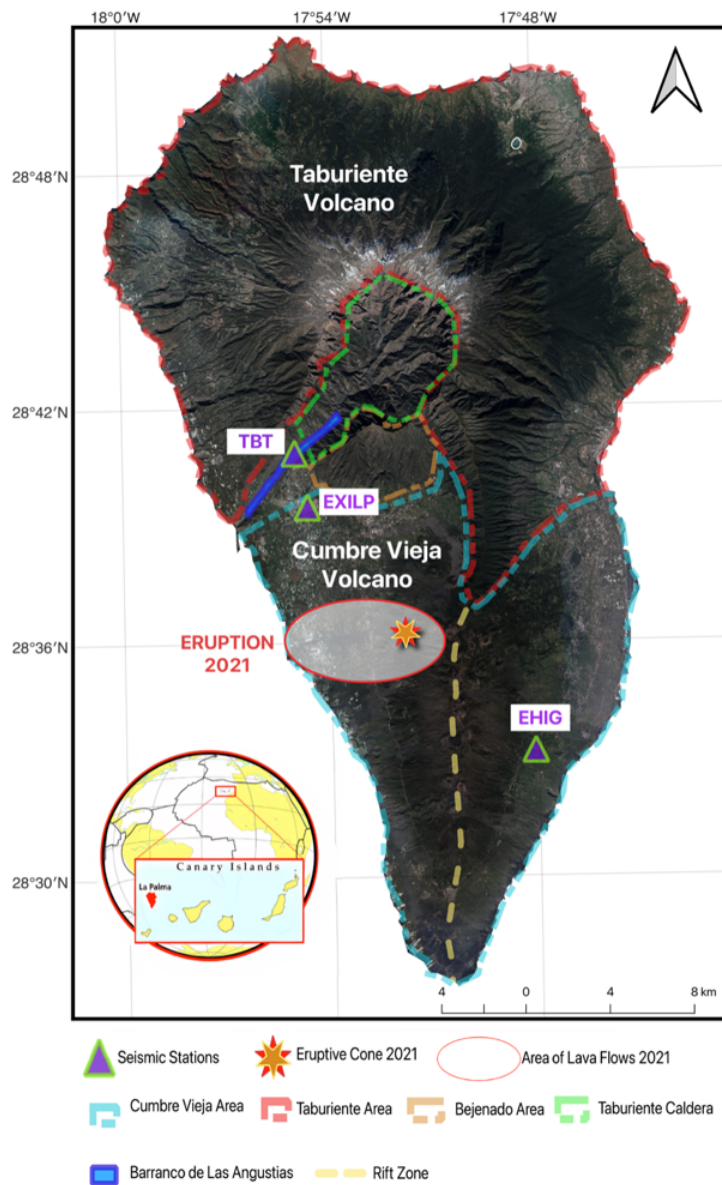 18°0′W 17°54′W 17°48′W
28°48′N
Taburiente
Volcano
28°42′N
TBT
EXILP
Cumbre Vieja
Volcano
ERUPTION
2021
28°36′N
EHIG
Canary Islands
La Palma
28°30′N
4 0 4 8 km
Seismic Stations Eruptive Cone 2021 Area of Lava Flows 2021
Cumbre Vieja Area Taburiente Area Bejenado Area Taburiente Caldera
Barranco de Las Angustias Rift Zone